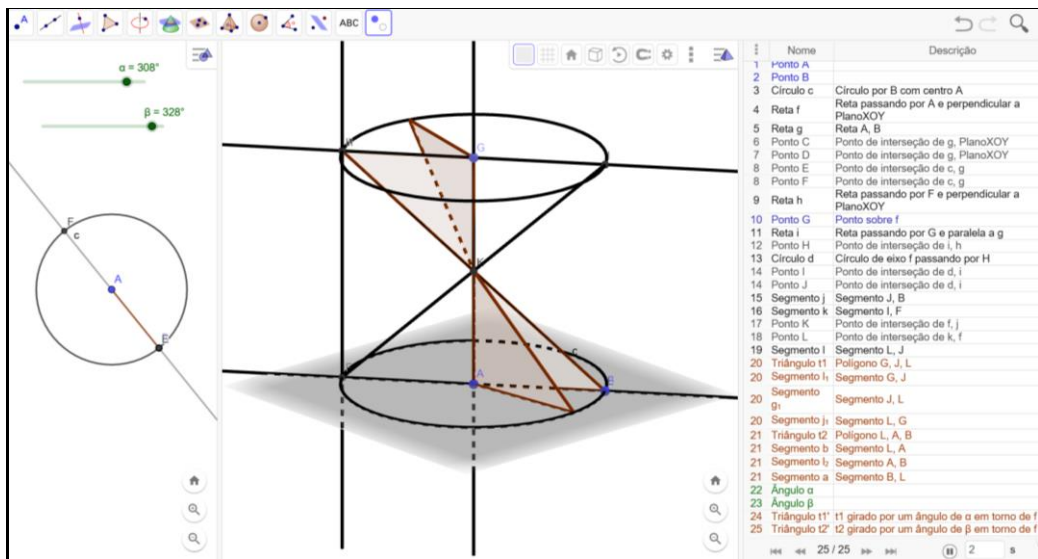 ABC
α = 308°
β = 328°
F
c
A
E
G
K
c
A
B
Nome Descrição
1 Ponto A
2 Ponto B
3 Círculo c Círculo por B com centro A
4 Reta f Reta passando por A e perpendicular a
PlanoXOY
5 Reta g Reta A, B
6 Ponto C Ponto de interseção de g, PlanoXOY
7 Ponto D Ponto de interseção de g, PlanoXOY
8 Ponto E Ponto de interseção de c, g
8 Ponto F Ponto de interseção de c, g
9 Reta h Reta passando por F e perpendicular a
PlanoXOY
10 Ponto G Ponto sobre f
11 Reta i Reta passando por G e paralela a g
12 Ponto H Ponto de interseção de i, h
13 Círculo d Círculo de eixo f passando por H
14 Ponto I Ponto de interseção de d, i
14 Ponto J Ponto de interseção de d, i
15 Segmento j Segmento J, B
16 Segmento k Segmento I, F
17 Ponto K Ponto de interseção de f, j
18 Ponto L Ponto de interseção de k, f
19 Segmento l Segmento L, J
20 Triângulo t1 Polígono G, J, L
20 Segmento l₁ Segmento G, J
20 Segmento g₁ Segmento J, L
20 Segmento j₁ Segmento L, G
21 Triângulo t2 Polígono L, A, B
21 Segmento b Segmento L, A
21 Segmento l₂ Segmento A, B
21 Segmento a Segmento B, L
22 Ângulo α
23 Ângulo β
24 Triângulo t1' t1 girado por um ângulo de α em torno de f
25 Triângulo t2' t2 girado por um ângulo de β em torno de f
25 / 25 2 s